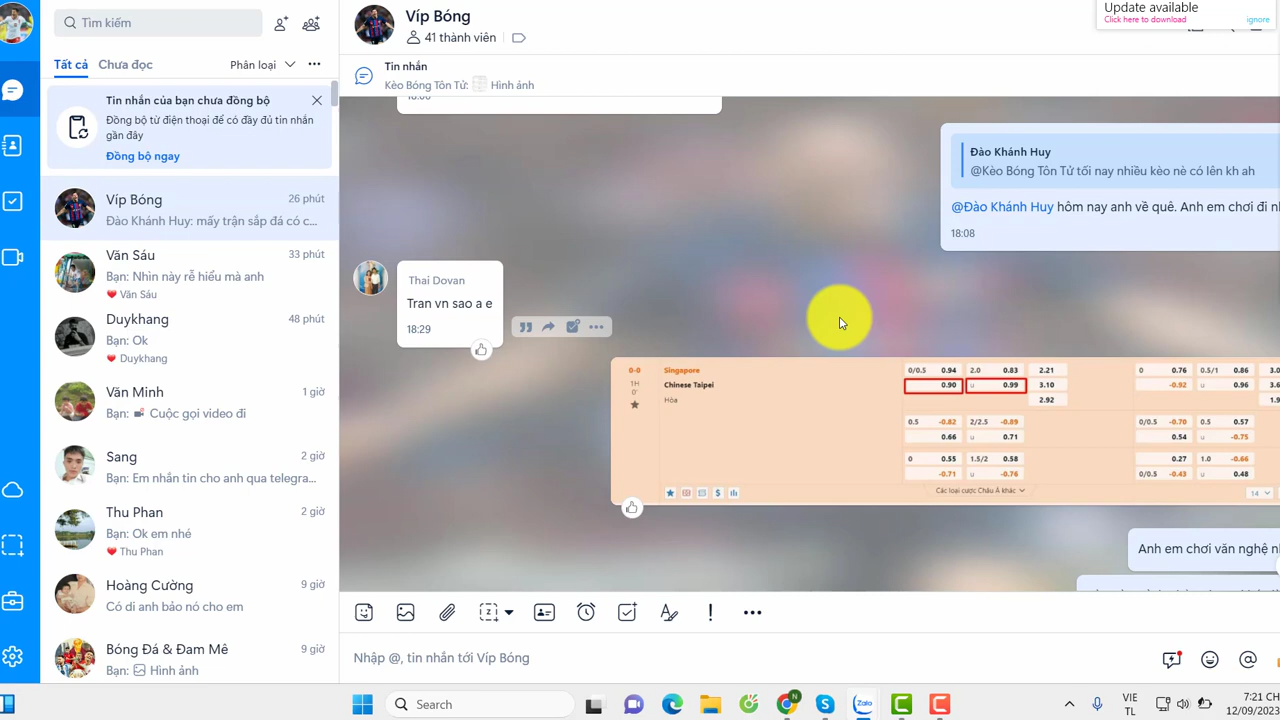 Tìm kiếm
Tất cả
Chưa đọc
Phân loại
Tin nhắn của bạn chưa đồng bộ
Đồng bộ từ điện thoại để có đầy đủ tin nhắn
gần đây
Đồng bộ ngay
Víp Bóng
26 phút
Đào Khánh Huy: mấy trận sắp đá có c...
Văn Sáu
33 phút
Bạn: Nhìn này rễ hiểu mà anh
Văn Sáu
Duykhang
48 phút
Bạn: Ok
Duykhang
Văn Minh
Bạn: Cuộc gọi video đi
Sang
2 giờ
Bạn: Em nhắn tin cho anh qua telegra...
Thu Phan
2 giờ
Bạn: Ok em nhé
Thu Phan
Hoàng Cường
9 giờ
Có di anh bảo nó cho em
Bóng Đá & Đam Mê
9 giờ
Bạn: Hình ảnh
Víp Bóng
41 thành viên
Update available
Click here to download
ignore
Tin nhắn
Kèo Bóng Tôn Tử: Hình ảnh
Đào Khánh Huy
@Kèo Bóng Tôn Tử tối nay nhiều kèo nè có lên kh ah
@Đào Khánh Huy hôm nay anh về quê. Anh em chơi đi
18:08
Thai Dovan
Tran vn sao a e
18:29
0-0 Singapore 0/0.5 0.94 2.0 0.83 2.21 0 0.76 0.5/1 0.86
1H Chinese Taipei 0.90 u 0.99 3.10 -0.92 u 0.96
0' Hòa 2.92
0.5 -0.82 2/2.5 -0.89 0/0.5 -0.70 0.5 0.57
0.66 u 0.71 0.54 u -0.75
0 0.55 1.5/2 0.58 0.27 1.0 -0.66
-0.71 u -0.76 0/0.5 -0.43 u 0.48
$ Các loại cược Châu Á khác 14
Anh em chơi văn nghệ
Nhập @, tin nhắn tới Víp Bóng
Search
N
S
Zalo
C
C
VIE
TL
7:21 CH
12/09/2023